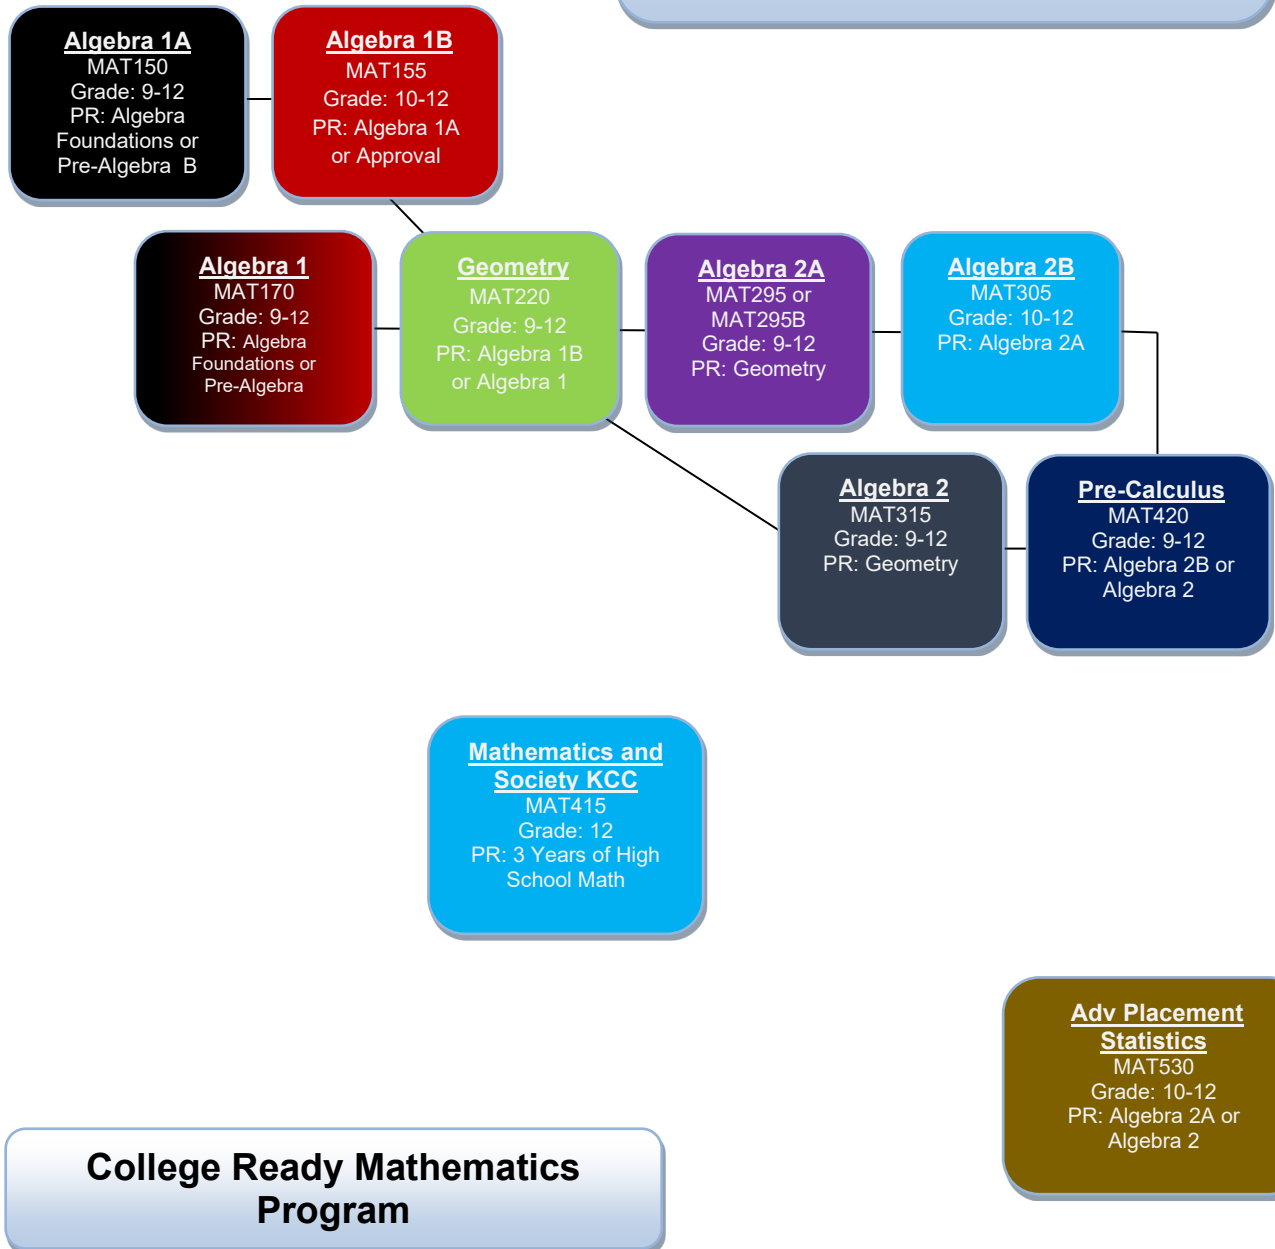 Algebra 1A
MAT150
Grade: 9-12
PR: Algebra
Foundations or
Pre-Algebra B
Algebra 1B
MAT155
Grade: 10-12
PR: Algebra 1A
or Approval
Algebra 1
MAT170
Grade: 9-12
PR: Algebra
Foundations or
Pre-Algebra
Geometry
MAT220
Grade: 9-12
PR: Algebra 1B
or Algebra 1
Algebra 2A
MAT295 or
MAT295B
Grade: 9-12
PR: Geometry
Algebra 2B
MAT305
Grade: 10-12
PR: Algebra 2A
Algebra 2
MAT315
Grade: 9-12
PR: Geometry
Pre-Calculus
MAT420
Grade: 9-12
PR: Algebra 2B or
Algebra 2
Mathematics and
Society KCC
MAT415
Grade: 12
PR: 3 Years of High
School Math
Adv Placement
Statistics
MAT530
Grade: 10-12
PR: Algebra 2A or
Algebra 2
College Ready Mathematics
Program